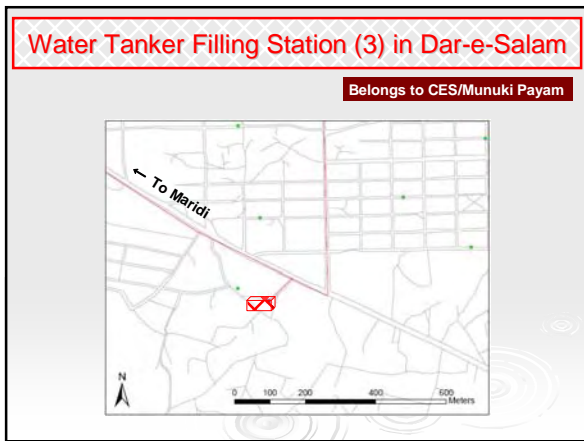 Water Tanker Filling Station (3) in Dar-e-Salam
Belongs to CES/Munuki Payam
← To Maridi
N
0 100 200 400 600
Meters